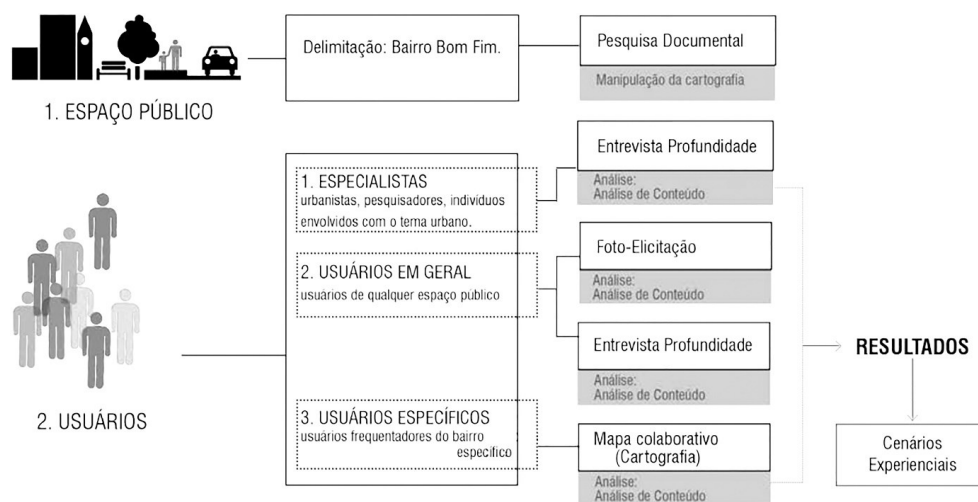 1. ESPAÇO PÚBLICO
Delimitação: Bairro Bom Fim.
Pesquisa Documental
Manipulação da cartografia
2. USUÁRIOS
1. ESPECIALISTAS
urbanistas, pesquisadores, indivíduos
envolvidos com o tema urbano.
Entrevista Profundidade
Análise:
Análise de Conteúdo
2. USUÁRIOS EM GERAL
usuários de qualquer espaço público
Foto-Elicitação
Análise:
Análise de Conteúdo
Entrevista Profundidade
Análise:
Análise de Conteúdo
3. USUÁRIOS ESPECÍFICOS
usuários frequentadores do bairro
específico
Mapa colaborativo
(Cartografia)
Análise:
Análise de Conteúdo
RESULTADOS
Cenários
Experienciais